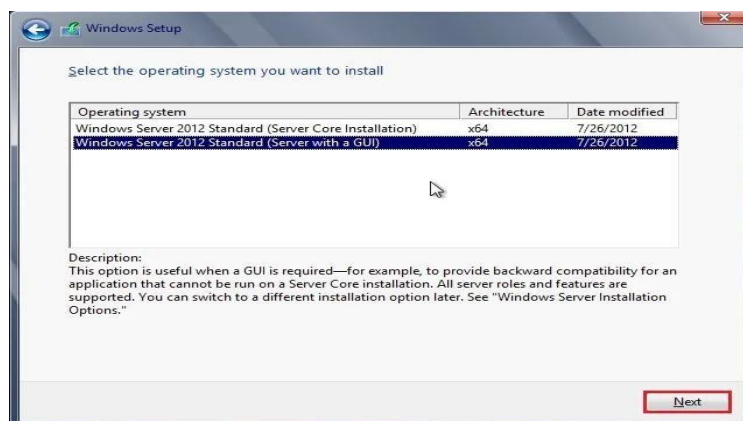 Windows Setup
Select the operating system you want to install
Operating system Architecture Date modified
Windows Server 2012 Standard (Server Core Installation) x64 7/26/2012
Windows Server 2012 Standard (Server with a GUI) x64 7/26/2012
Description:
This option is useful when a GUI is required—for example, to provide backward compatibility for an
application that cannot be run on a Server Core installation. All server roles and features are
supported. You can switch to a different installation option later. See "Windows Server Installation
Options."
Next